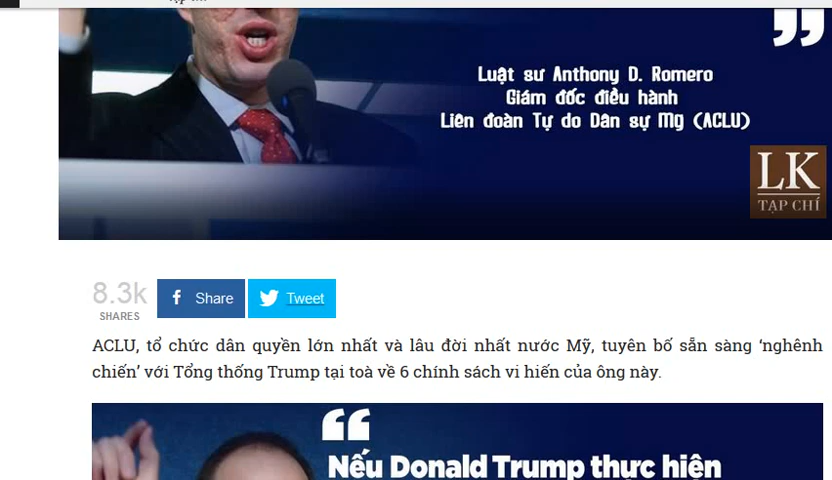 ”
Luật sư Anthony D. Romero
Giám đốc điều hành
Liên đoàn Tự do Dân sự Mg (ACLU)
LK
TẠP CHÍ
8.3k
SHARES
Share
Tweet
ACLU, tổ chức dân quyền lớn nhất và lâu đời nhất nước Mỹ, tuyên bố sẵn sàng ‘nghênh
chiến’ với Tổng thống Trump tại toà về 6 chính sách vi hiến của ông này.
“
Nếu Donald Trump thực hiện